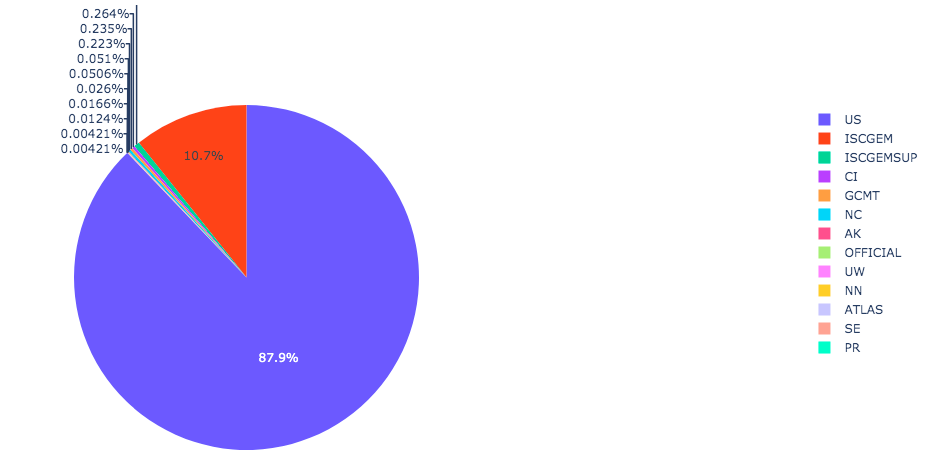 0.264%
0.235%
0.223%
0.051%
0.0506%
0.026%
0.0166%
0.0124%
0.00421%
0.00421%
10.7%
87.9%
US
ISCGEM
ISCGEMSUP
CI
GCMT
NC
AK
OFFICIAL
UW
NN
ATLAS
SE
PR